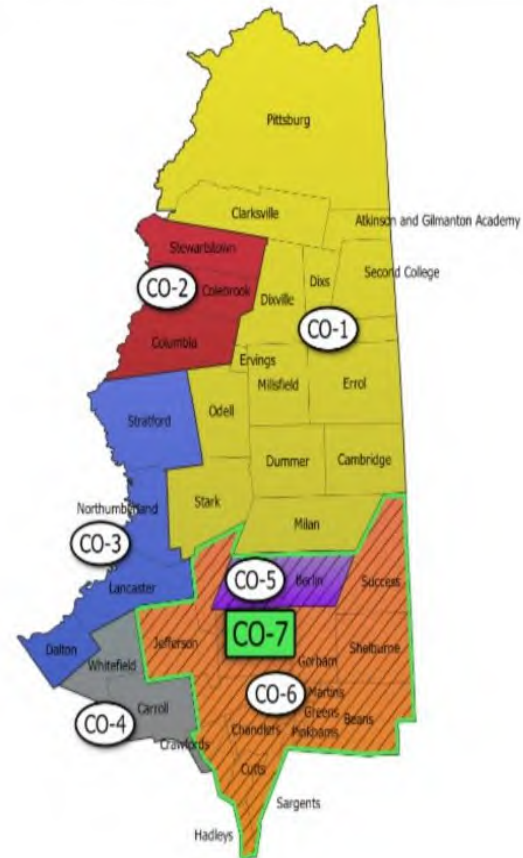 Pittsburg
Clarksville
Atkinson and Gilmanton Academy
Stewartstown
Second College
Dixs
CO-2
Colebrook
Dixville
CO-1
Columbia
Ervings
Millsfield
Errol
Odell
Stratford
Dummer
Cambridge
Northumberland
Stark
Milan
CO-3
CO-5
Berlin
Success
Lancaster
CO-7
Jefferson
Dalton
Shelburne
Whitefield
Gorham
CO-6
Martins
Carroll
Greens
CO-4
Beans
Chandlers
Pinkhams
Crawfords
Cutts
Sargents
Hadleys